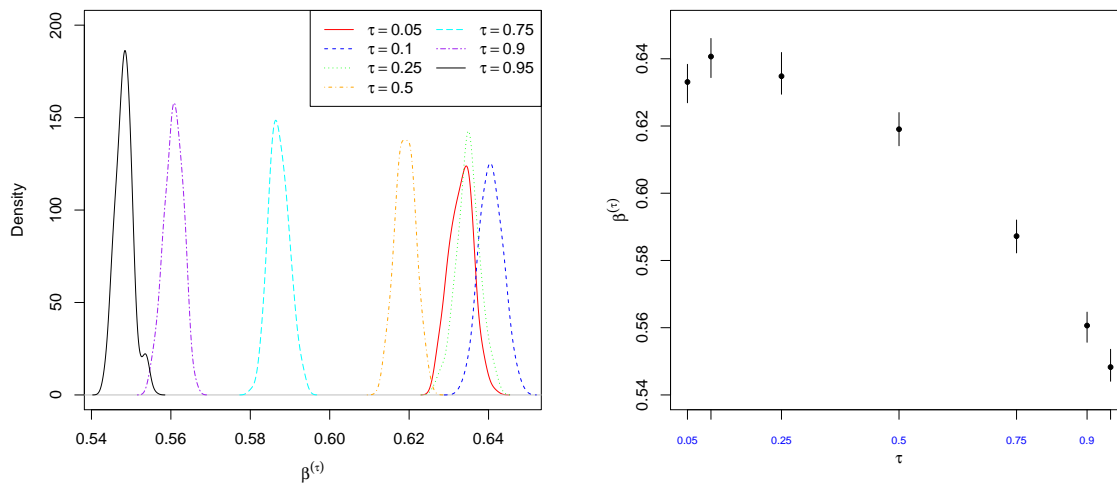 200
150
100
50
0
Density
0.54 0.56 0.58 0.60 0.62 0.64
β(τ)
τ = 0.05
τ = 0.1
τ = 0.25
τ = 0.5
τ = 0.75
τ = 0.9
τ = 0.95
0.64
0.62
0.60
0.58
0.56
0.54
β(τ)
0.05 0.25 0.5 0.75 0.9
τ